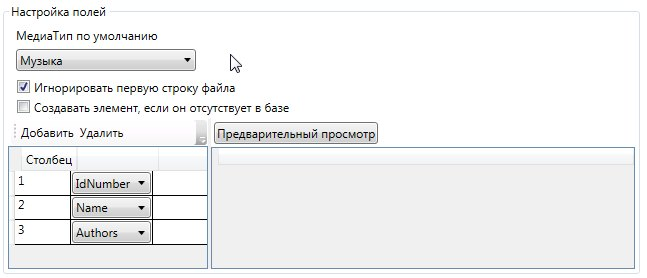 Настройка полей
МедиаТип по умолчанию
Музыка
Игнорировать первую строку файла
Создавать элемент, если он отсутствует в базе
Добавить Удалить Предварительный просмотр
Столбец
1 IdNumber
2 Name
3 Authors